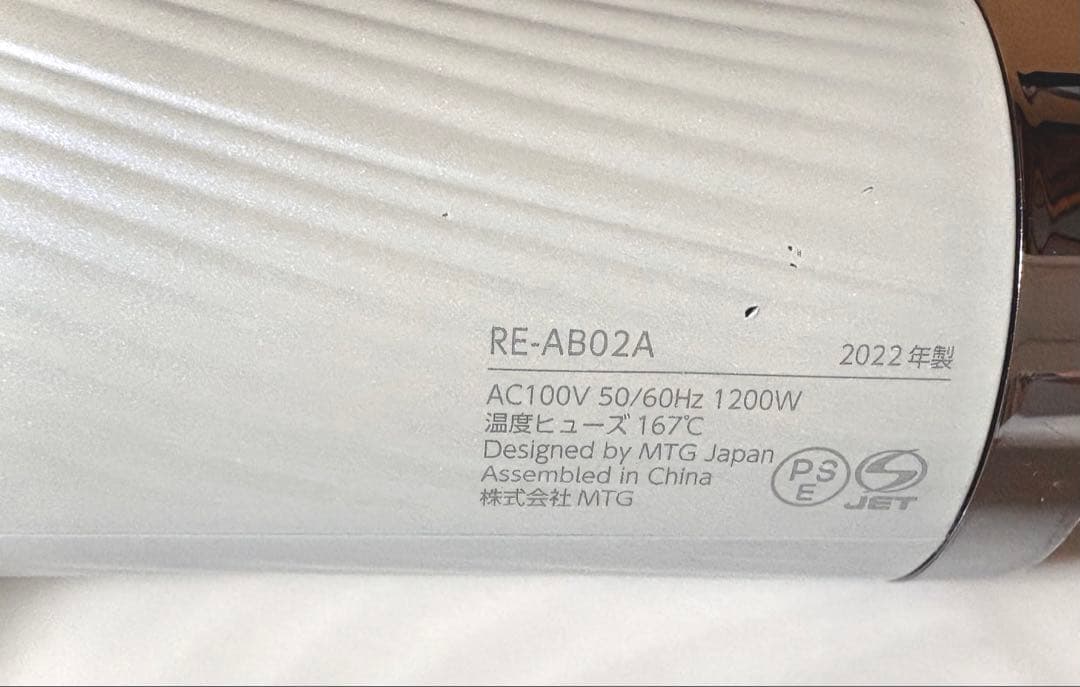 RE-AB02A
2022年製
AC100V 50/60Hz 1200W
温度ヒューズ 167℃
Designed by MTG Japan
Assembled in China
株式会社 MTG
PSE
JET